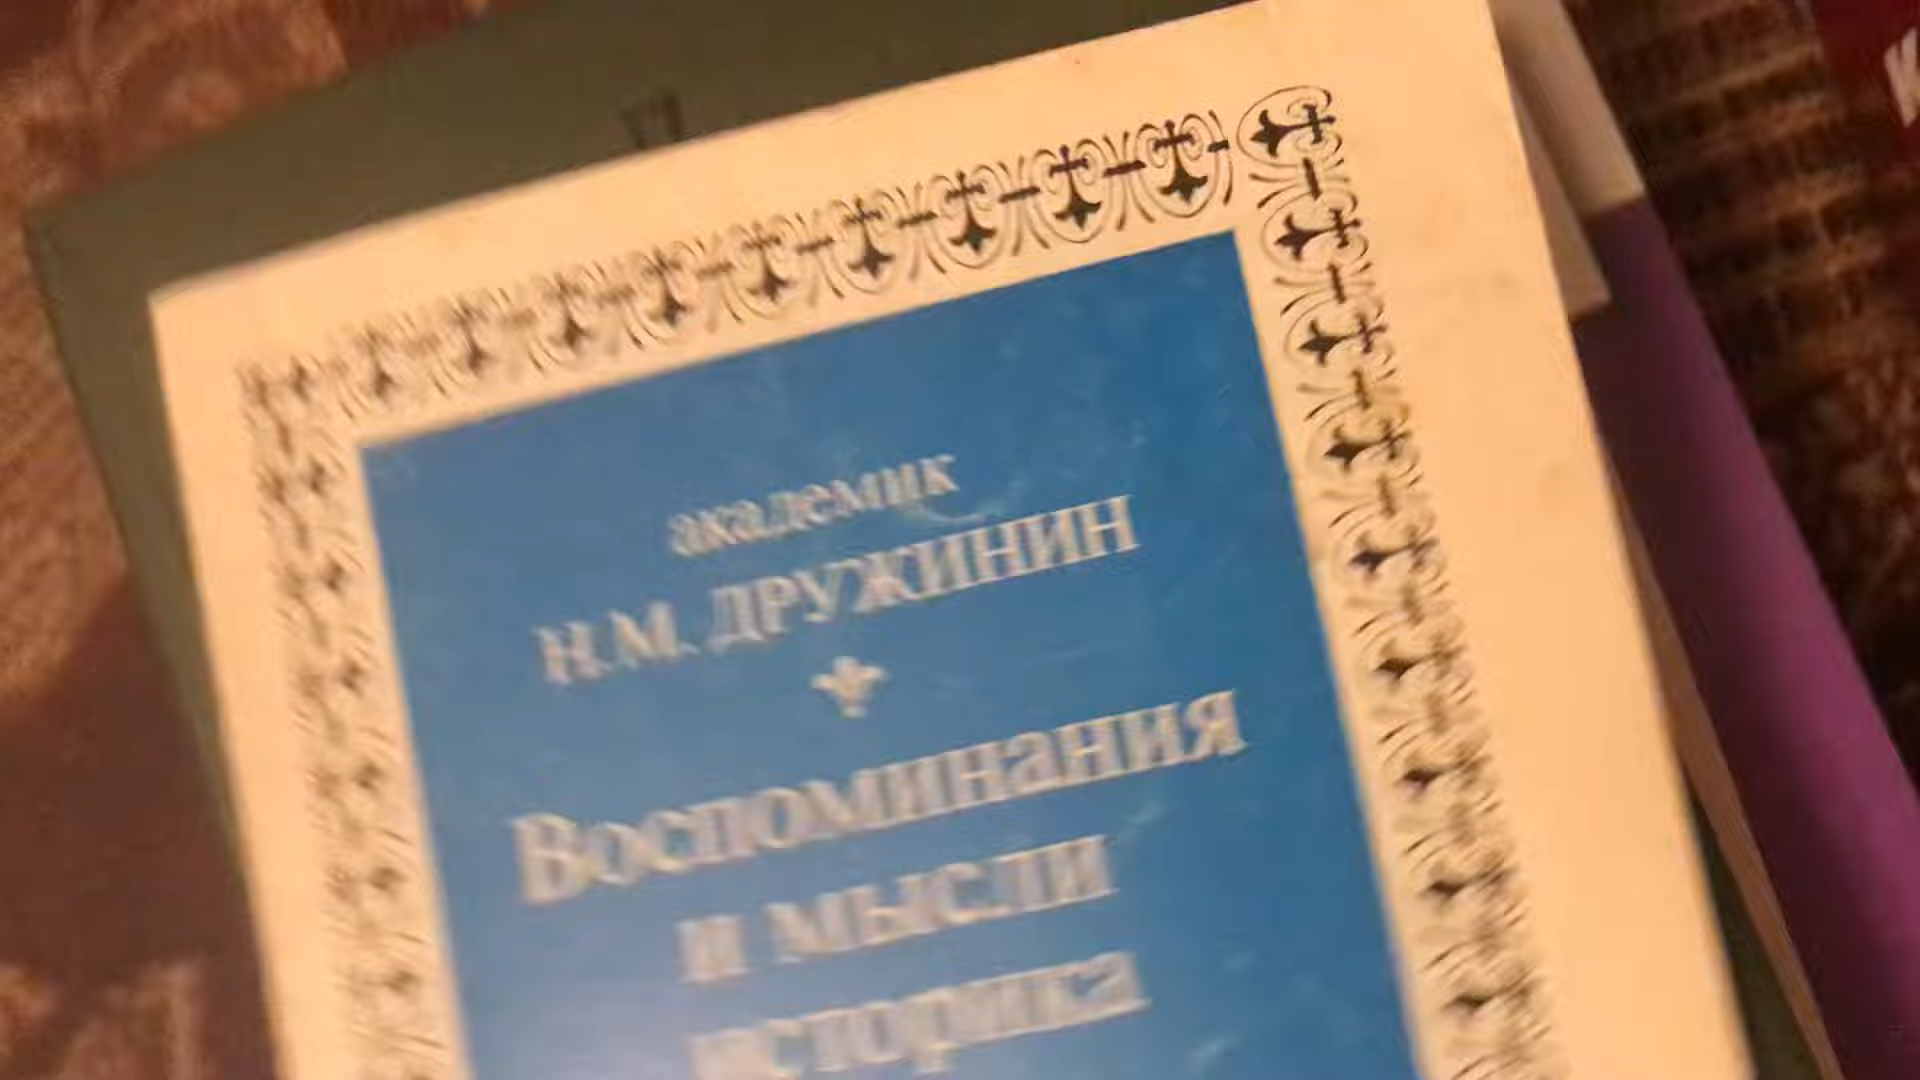 академик
Н.М. ДРУЖИНИН
Воспоминания
и мысли
историка